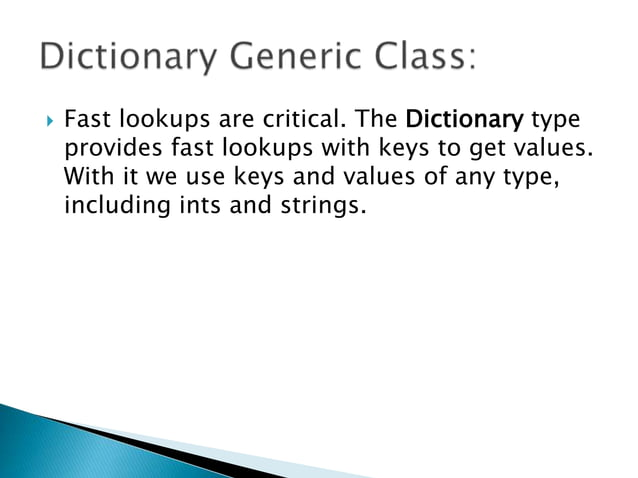 Dictionary Generic Class:
Fast lookups are critical. The Dictionary type
provides fast lookups with keys to get values.
With it we use keys and values of any type,
including ints and strings.